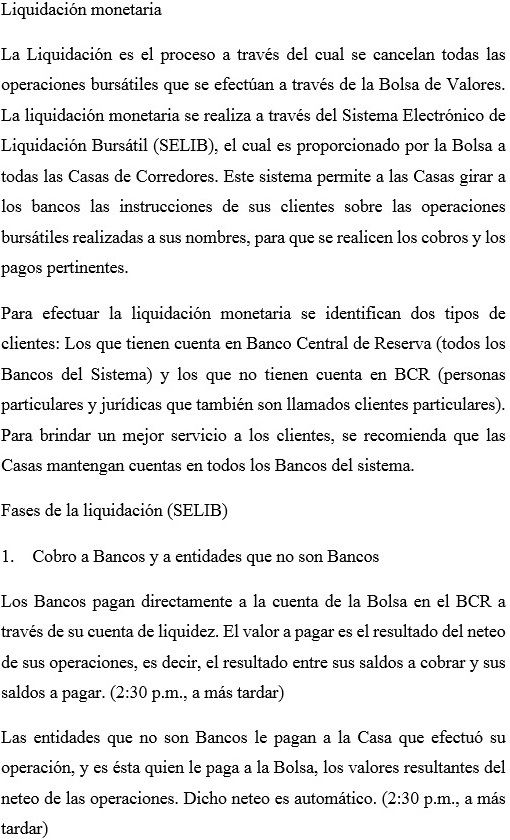 Liquidación monetaria
La Liquidación es el proceso a través del cual se cancelan todas las
operaciones bursátiles que se efectúan a través de la Bolsa de Valores.
La liquidación monetaria se realiza a través del Sistema Electrónico de
Liquidación Bursátil (SELIB), el cual es proporcionado por la Bolsa a
todas las Casas de Corredores. Este sistema permite a las Casas girar a
los bancos las instrucciones de sus clientes sobre las operaciones
bursátiles realizadas a sus nombres, para que se realicen los cobros y los
pagos pertinentes.
Para efectuar la liquidación monetaria se identifican dos tipos de
clientes: Los que tienen cuenta en Banco Central de Reserva (todos los
Bancos del Sistema) y los que no tienen cuenta en BCR (personas
particulares y jurídicas que también son llamados clientes particulares).
Para brindar un mejor servicio a los clientes, se recomienda que las
Casas mantengan cuentas en todos los Bancos del sistema.
Fases de la liquidación (SELIB)
1. Cobro a Bancos y a entidades que no son Bancos
Los Bancos pagan directamente a la cuenta de la Bolsa en el BCR a
través de su cuenta de liquidez. El valor a pagar es el resultado del neteo
de sus operaciones, es decir, el resultado entre sus saldos a cobrar y sus
saldos a pagar. (2:30 p.m., a más tardar)
Las entidades que no son Bancos le pagan a la Casa que efectuó su
operación, y es ésta quien le paga a la Bolsa, los valores resultantes del
neteo de las operaciones. Dicho neteo es automático. (2:30 p.m., a más
tardar)